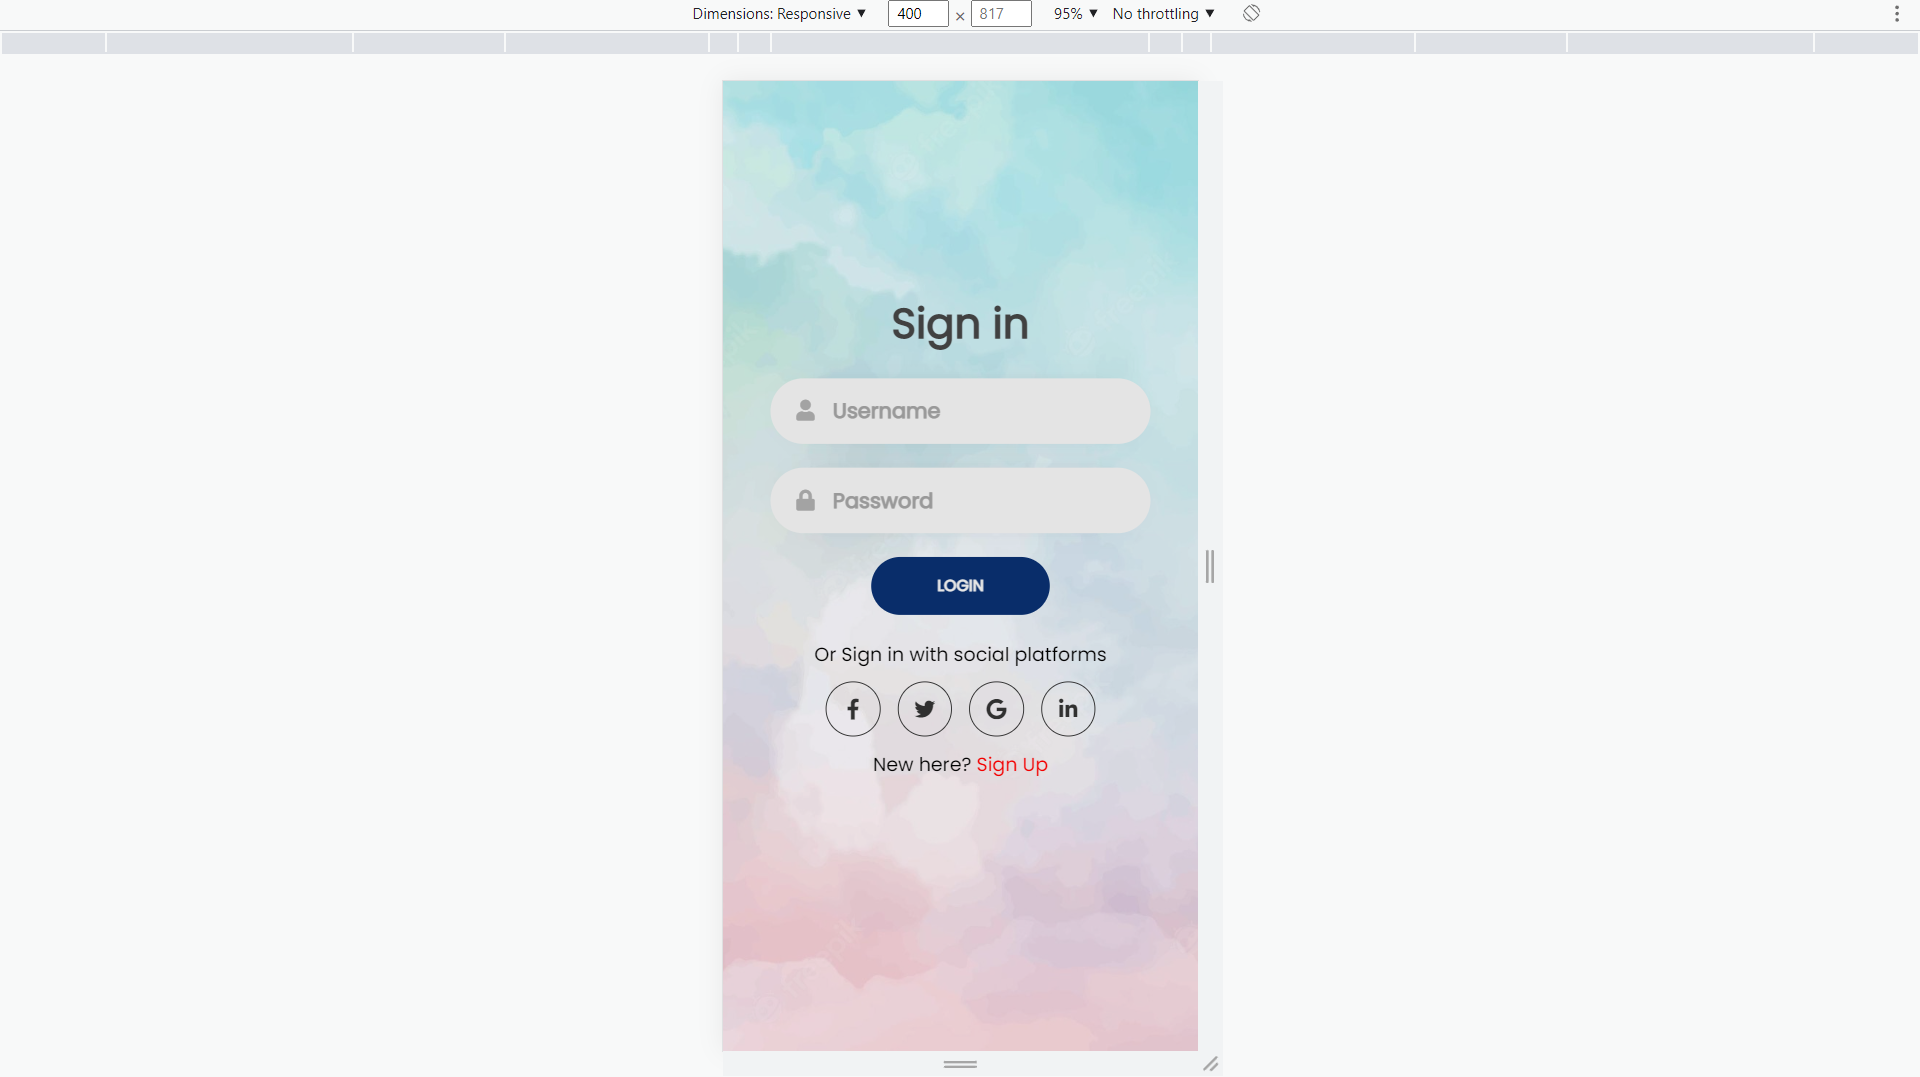 Dimensions: Responsive ▼ 400 × 817 95% ▼ No throttling ▼
Sign in
Username
Password
LOGIN
Or Sign in with social platforms
f G in
New here? Sign Up